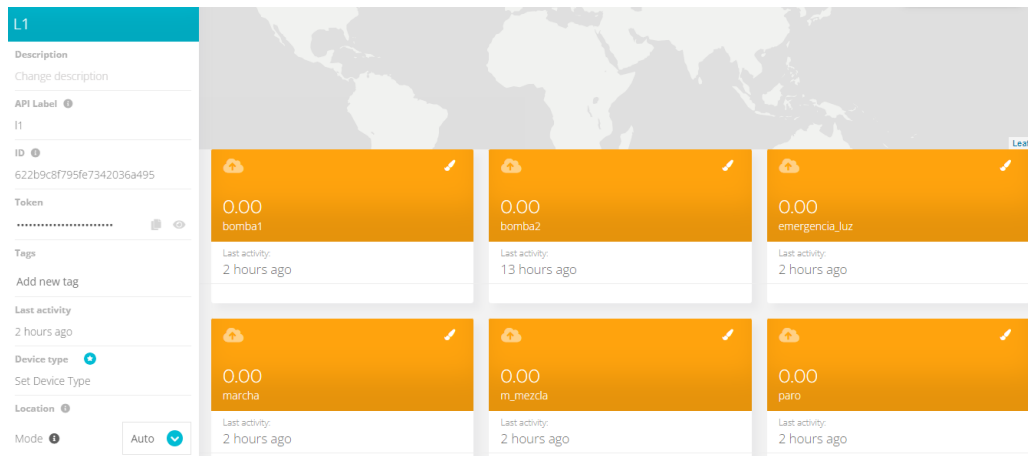 L1
Description
Change description
API Label
l1
ID
622b9c8f795fe7342036a495
Token
Tags
Add new tag
Last activity
2 hours ago
Device type
Set Device Type
Location
Mode
Auto
Leaf
0.00
bomba1
Last activity:
2 hours ago
0.00
bomba2
Last activity:
13 hours ago
0.00
emergencia_luz
Last activity:
2 hours ago
0.00
marcha
Last activity:
2 hours ago
0.00
m_mezcla
Last activity:
2 hours ago
0.00
paro
Last activity:
2 hours ago